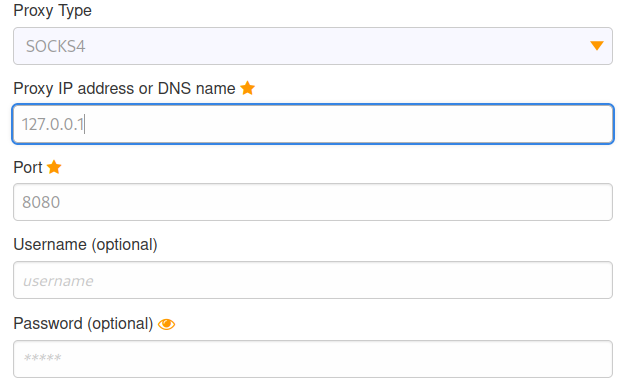 Proxy Type
SOCKS4
Proxy IP address or DNS name
127.0.0.1
Port
8080
Username (optional)
username
Password (optional)
*****